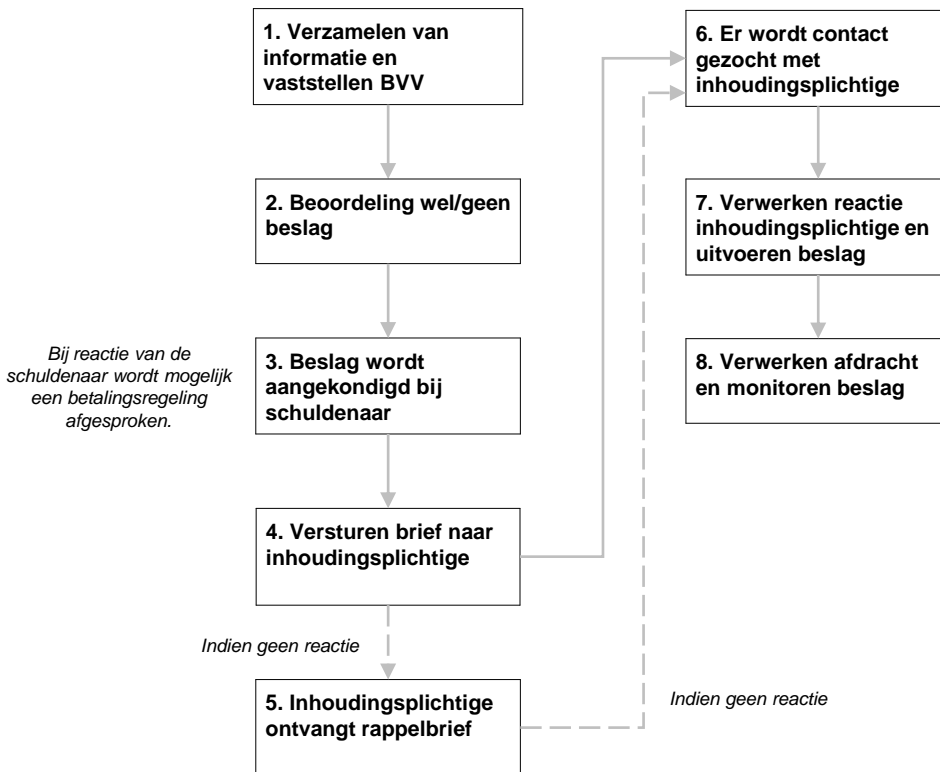 1. Verzamelen van
informatie en
vaststellen BVV
2. Beoordeling wel/geen
beslag
Bij reactie van de
schuldenaar wordt mogelijk
een betalingsregeling
afgesproken.
3. Beslag wordt
aangekondigd bij
schuldenaar
4. Versturen brief naar
inhoudingsplichtige
Indien geen reactie
5. Inhoudingsplichtige
ontvangt rappelbrief
Indien geen reactie
6. Er wordt contact
gezocht met
inhoudingsplichtige
7. Verwerken reactie
inhoudingsplichtige en
uitvoeren beslag
8. Verwerken afdracht
en monitoren beslag